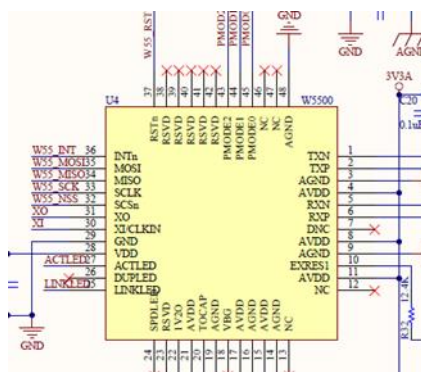 GND
W55_RST
PMODE2
PMODE1
PMODE0
GND
AGND
3V3A
37 38 39 40 41 42 43 44 45 46 47 48
U4
W5500
C20
0.1uF
RSTn RSVD RSVD RSVD RSVD RSVD PMODE2 PMODE1 PMODE0 NC NC AGND
W55_INT 36 INTn TXN 1
W55_MOSI 35 MOSI TXP 2
W55_MISO 34 MISO AGND 3
W55_SCK 33 SCLK AVDD 4
W55_NSS 32 SCSn RXN 5
XO 31 XO RXP 6
XI 30 XI/CLKIN DNC 7
29 GND AVDD 8
28 VDD AGND 9
ACTLED 27 ACTLED EXRES1 10
26 DUPLED AVDD 11
LINKLED 25 LINKLED NC 12
SPDLED RSVD 1V2O AVDD TOCAP AGND VBG AVDD AGND AVDD AGND NC
24 23 22 21 20 19 18 17 16 15 14 13
R32 12.4K
GND